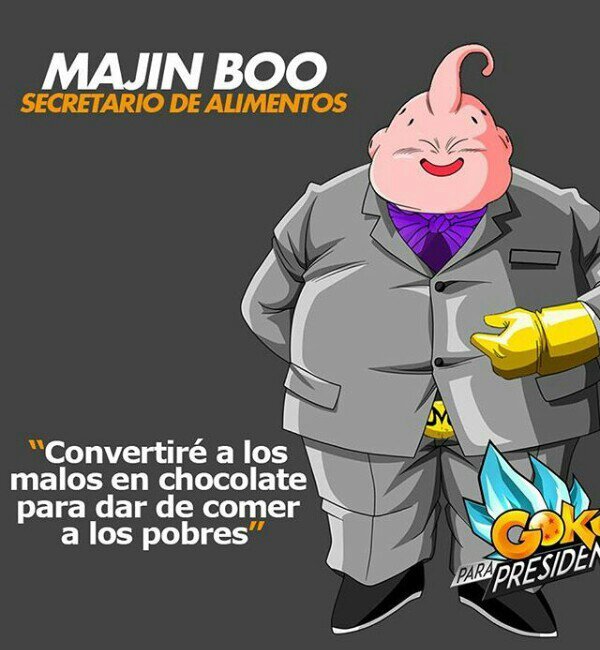 MAJIN BOO
SECRETARIO DE ALIMENTOS
“Convertiré a los
malos en chocolate
para dar de comer
a los pobres”
PARA